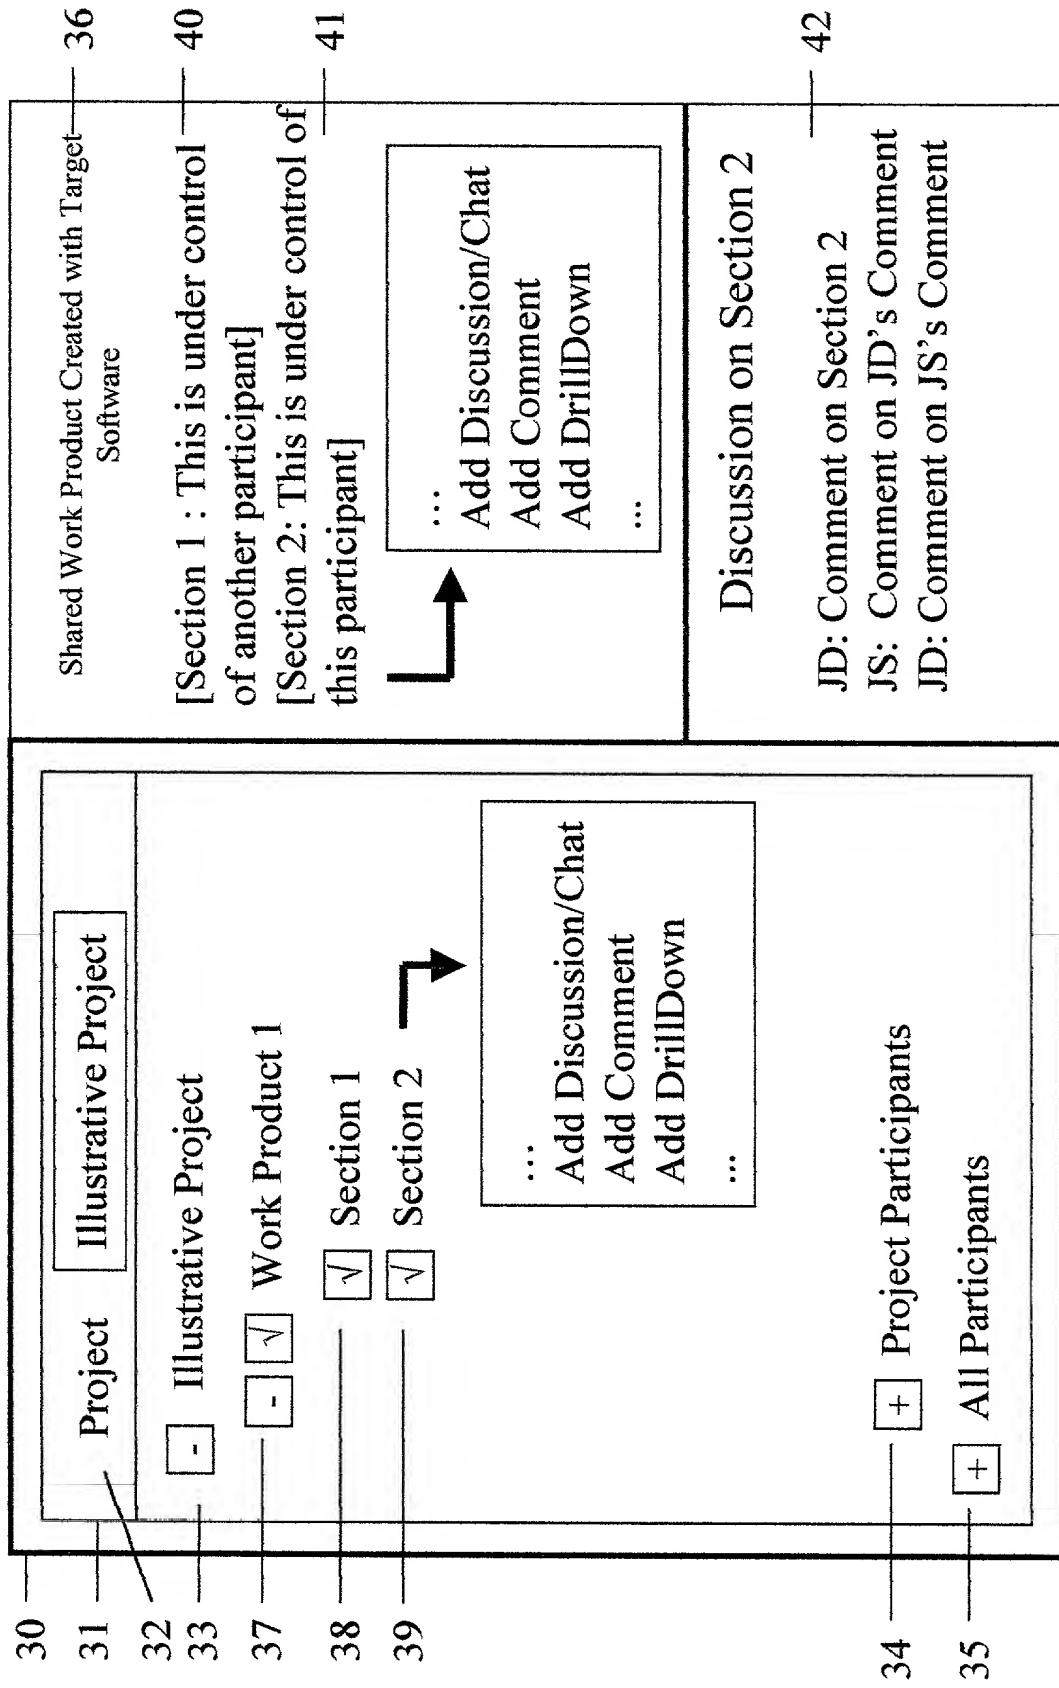 30
31
32
33
37
38
39
34
35
Project
Illustrative Project
- Illustrative Project
- √ Work Product 1
√ Section 1
√ Section 2
...
Add Discussion/Chat
Add Comment
Add DrillDown
...
+ Project Participants
+ All Participants
Shared Work Product Created with Target
Software
[Section 1 : This is under control
of another participant]
[Section 2: This is under control of
this participant]
...
Add Discussion/Chat
Add Comment
Add DrillDown
...
Discussion on Section 2
JD: Comment on Section 2
JS: Comment on JD's Comment
JD: Comment on JS's Comment
36
40
41
42